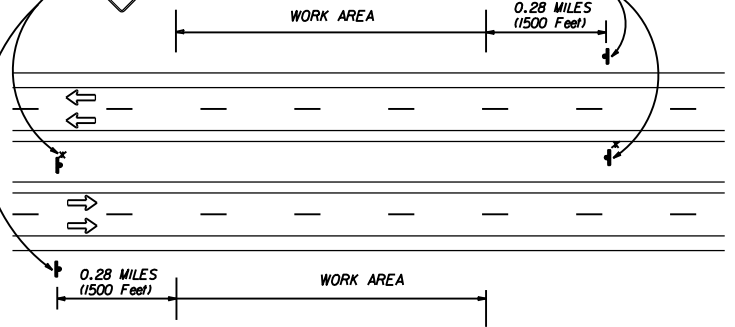 WORK AREA
0.28 MILES
(1500 Feet)
x
x
0.28 MILES
(1500 Feet)
WORK AREA